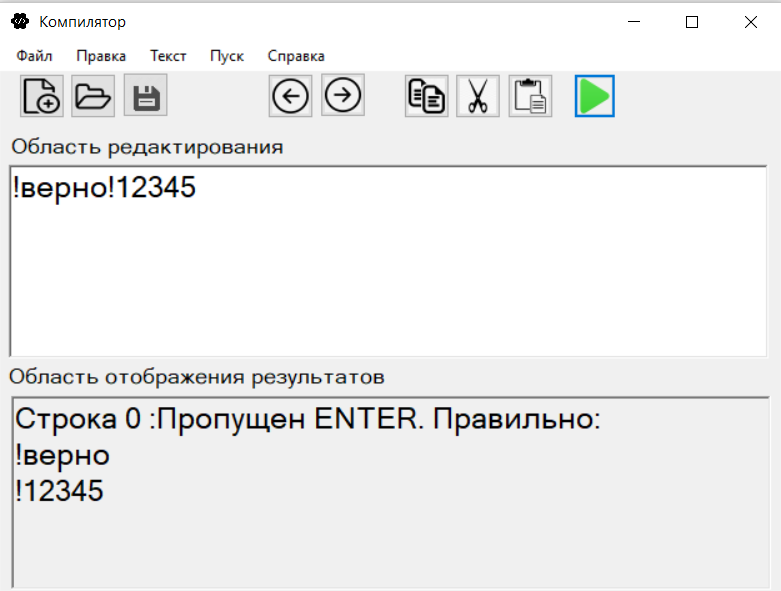 Компилятор
Файл Правка Текст Пуск Справка
Область редактирования
!верно!12345
Область отображения результатов
Строка 0 :Пропущен ENTER. Правильно:
!верно
!12345